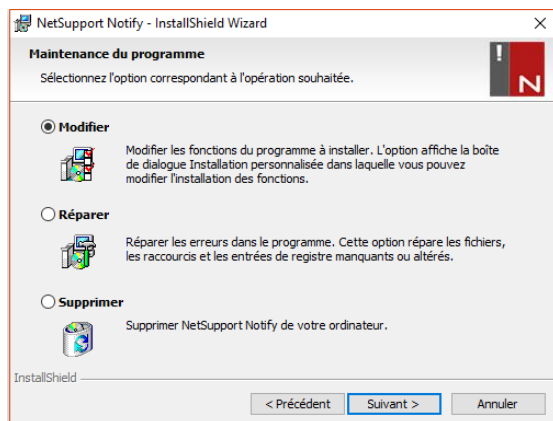 NetSupport Notify - InstallShield Wizard
Maintenance du programme
Sélectionnez l'option correspondant à l'opération souhaitée.
! N
Modifier
Modifier les fonctions du programme à installer. L'option affiche la boîte
de dialogue Installation personnalisée dans laquelle vous pouvez
modifier l'installation des fonctions.
Réparer
Réparer les erreurs dans le programme. Cette option répare les fichiers,
les raccourcis et les entrées de registre manquants ou altérés.
Supprimer
Supprimer NetSupport Notify de votre ordinateur.
InstallShield
< Précédent Suivant > Annuler